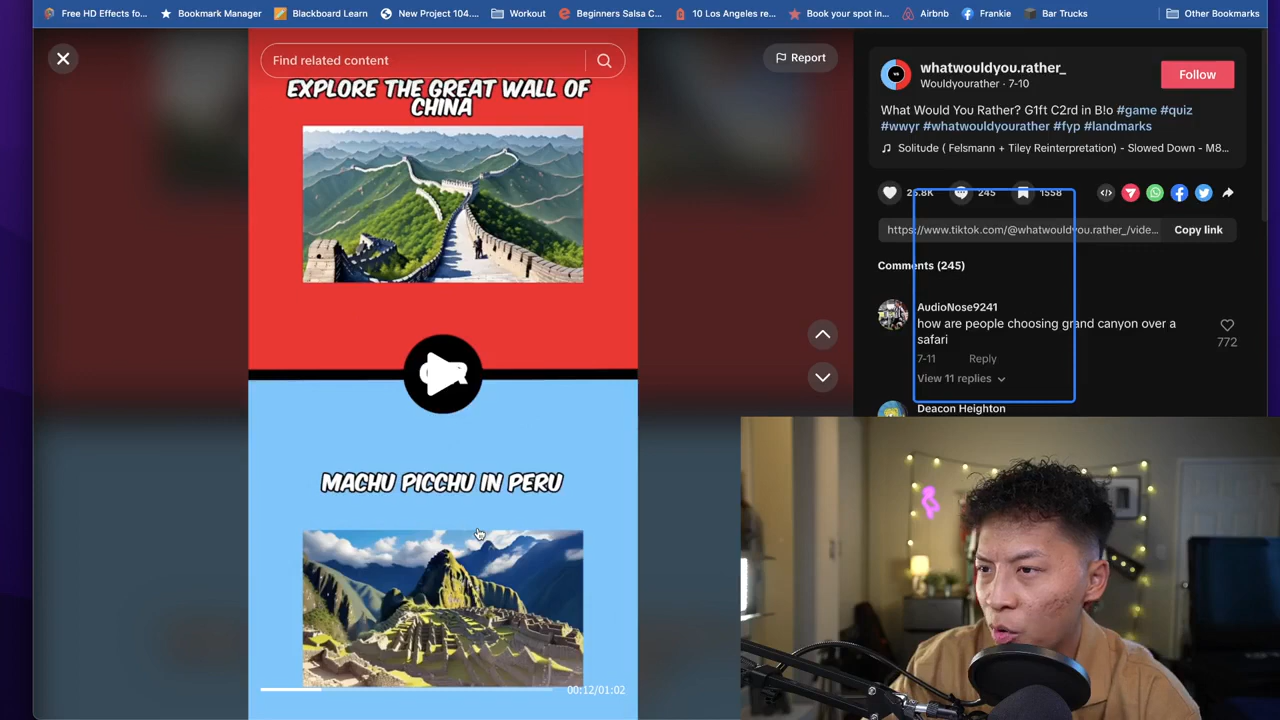 Free HD Effects fo...
Bookmark Manager
Blackboard Learn
New Project 104....
Workout
Beginners Salsa C...
10 Los Angeles re...
Book your spot in...
Airbnb
Frankie
Bar Trucks
Other Bookmarks
Find related content
Report
EXPLORE THE GREAT WALL OF
CHINA
MACHU PICCHU IN PERU
00:12/01:02
whatwouldyou.rather_
Wouldyourather · 7-10
Follow
What Would You Rather? G1ft C2rd in B!o #game #quiz
#wwyr #whatwouldyourather #fyp #landmarks
Solitude ( Felsmann + Tiley Reinterpretation) - Slowed Down - M8...
245
1558
https://www.tiktok.com/@whatwouldyou.rather_/vide...
Copy link
Comments (245)
AudioNose9241
how are people choosing grand canyon over a
safari
772
7-11
Reply
View 11 replies
Deacon Heighton